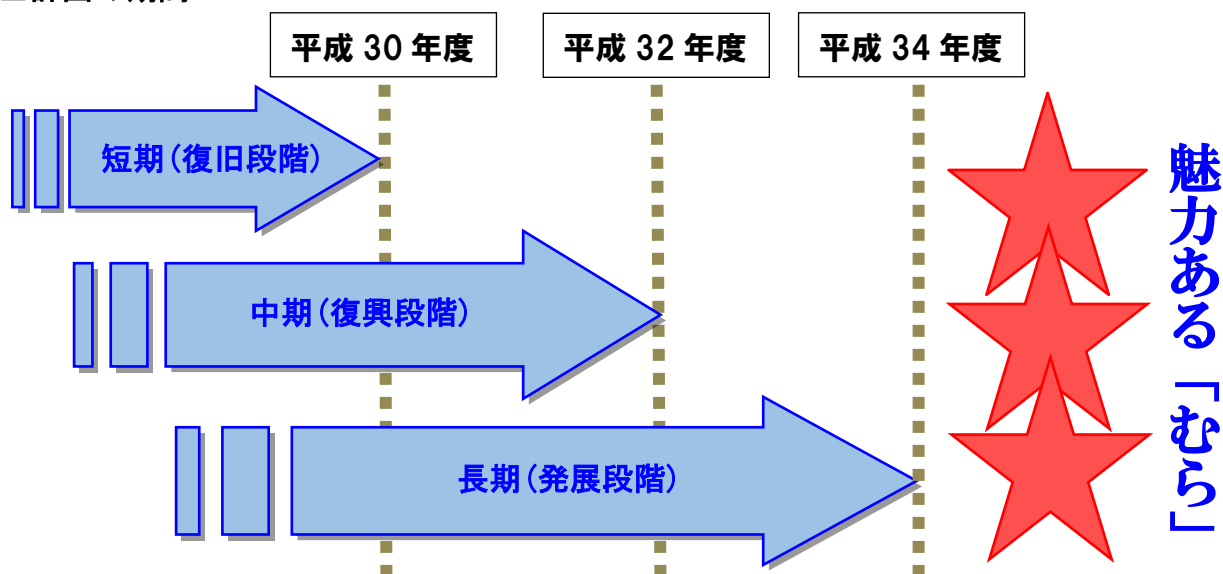 平成 30 年度
平成 32 年度
平成 34 年度
短期（復旧段階）
中期（復興段階）
長期（発展段階）
魅力ある「むら」